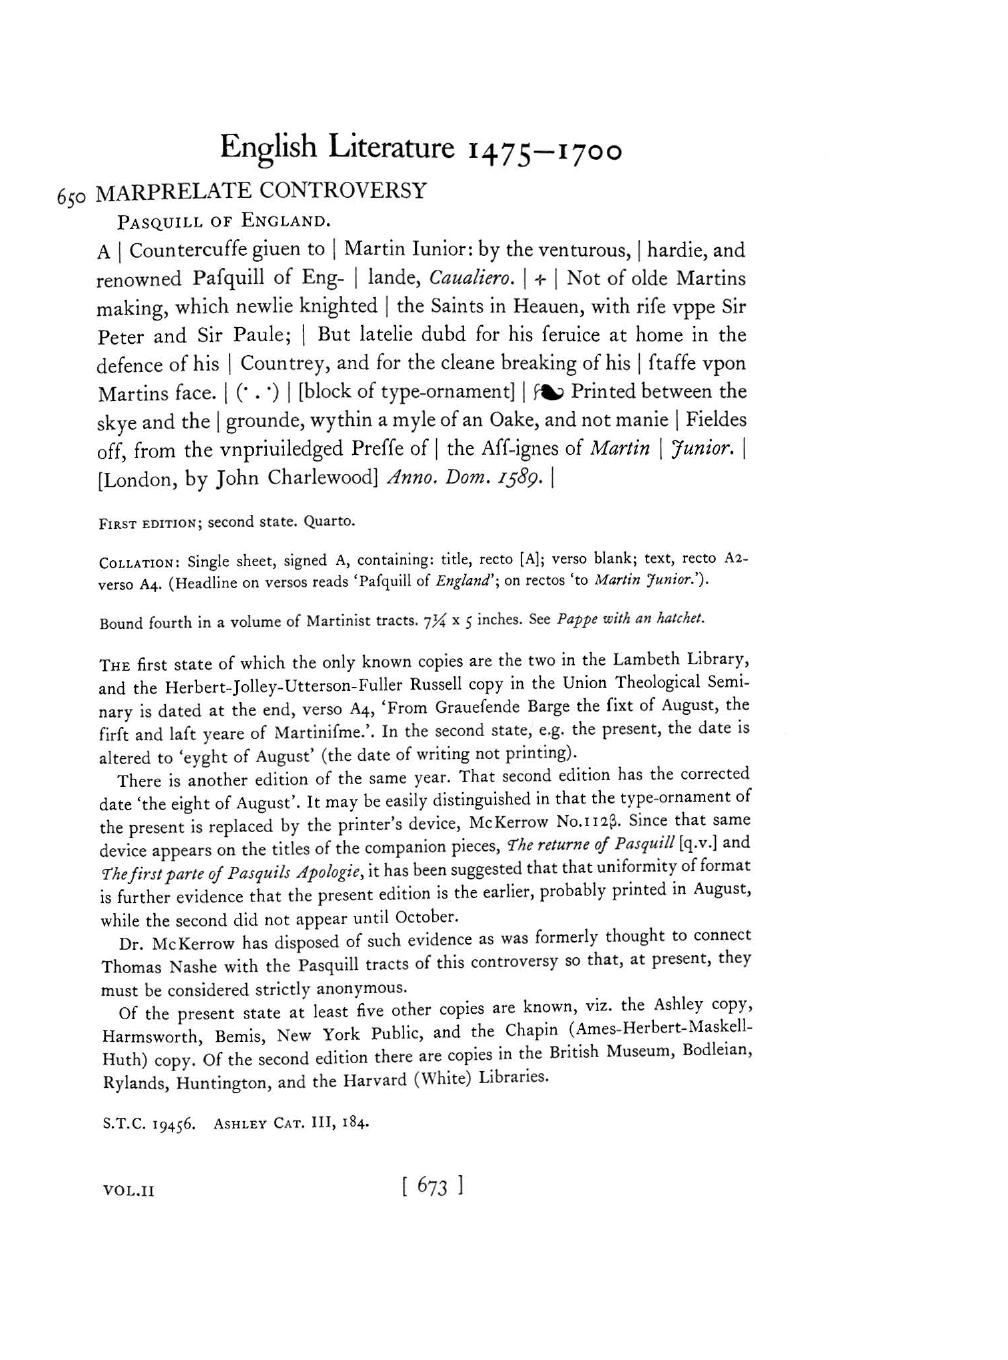 English Literature 1475—1700
650 MARPRELATE CONTROVERSY
PASQUILL OF ENGLAND.
A | Countercuffe giuen to | Martin Iunior: by the venturous, | hardie, and
renowned Paſquill of Eng- | lande, Caualiero. | ÷ | Not of olde Martins
making, which newlie knighted | the Saints in Heauen, with riſe vppe Sir
Peter and Sir Paule; | But latelie dubd for his ſeruice at home in the
defence of his | Countrey, and for the cleane breaking of his | ſtaffe vpon
Martins face. | (· . ·) | [block of type-ornament] | ❧ Printed between the
skye and the | grounde, wythin a myle of an Oake, and not manie | Fieldes
off, from the vnpriuiledged Preſſe of | the Aſſ-ignes of Martin | Junior. |
[London, by John Charlewood] Anno. Dom. 1589. |
FIRST EDITION; second state. Quarto.
COLLATION: Single sheet, signed A, containing: title, recto [A]; verso blank; text, recto A2-
verso A4. (Headline on versos reads ‘Paſquill of England’; on rectos ‘to Martin Junior.’).
Bound fourth in a volume of Martinist tracts. 7¼ x 5 inches. See Pappe with an hatchet.
THE first state of which the only known copies are the two in the Lambeth Library,
and the Herbert-Jolley-Utterson-Fuller Russell copy in the Union Theological Semi-
nary is dated at the end, verso A4, ‘From Graueſende Barge the ſixt of August, the
firſt and laſt yeare of Martiniſme.’. In the second state, e.g. the present, the date is
altered to ‘eyght of August’ (the date of writing not printing).
There is another edition of the same year. That second edition has the corrected
date ‘the eight of August’. It may be easily distinguished in that the type-ornament of
the present is replaced by the printer’s device, McKerrow No.112β. Since that same
device appears on the titles of the companion pieces, The returne of Pasquill [q.v.] and
The first parte of Pasquils Apologie, it has been suggested that that uniformity of format
is further evidence that the present edition is the earlier, probably printed in August,
while the second did not appear until October.
Dr. McKerrow has disposed of such evidence as was formerly thought to connect
Thomas Nashe with the Pasquill tracts of this controversy so that, at present, they
must be considered strictly anonymous.
Of the present state at least five other copies are known, viz. the Ashley copy,
Harmsworth, Bemis, New York Public, and the Chapin (Ames-Herbert-Maskell-
Huth) copy. Of the second edition there are copies in the British Museum, Bodleian,
Rylands, Huntington, and the Harvard (White) Libraries.
S.T.C. 19456. ASHLEY CAT. III, 184.
VOL.II [ 673 ]